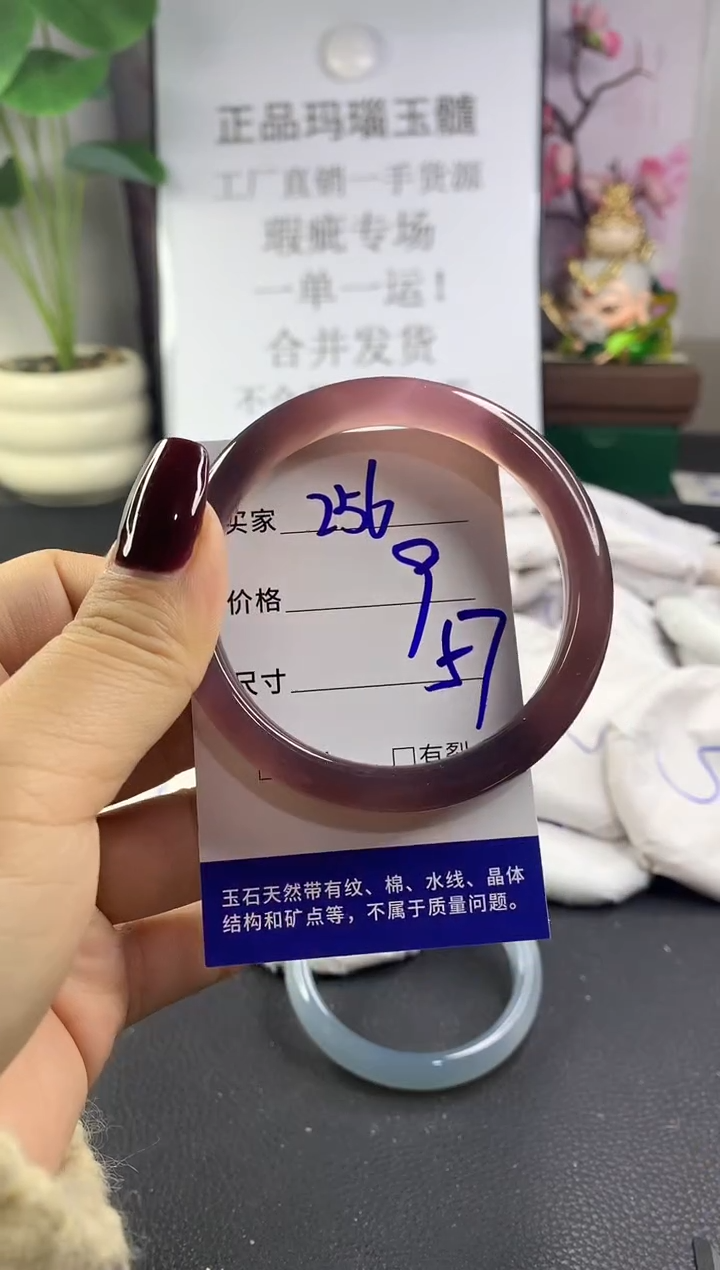 正品玛瑙玉髓
工厂直销一手货源
瑕疵专场
一单一运！
合并发货
买家 256
价格 9
尺寸 57
□有裂
玉石天然带有纹、棉、水线、晶体
结构和矿点等，不属于质量问题。